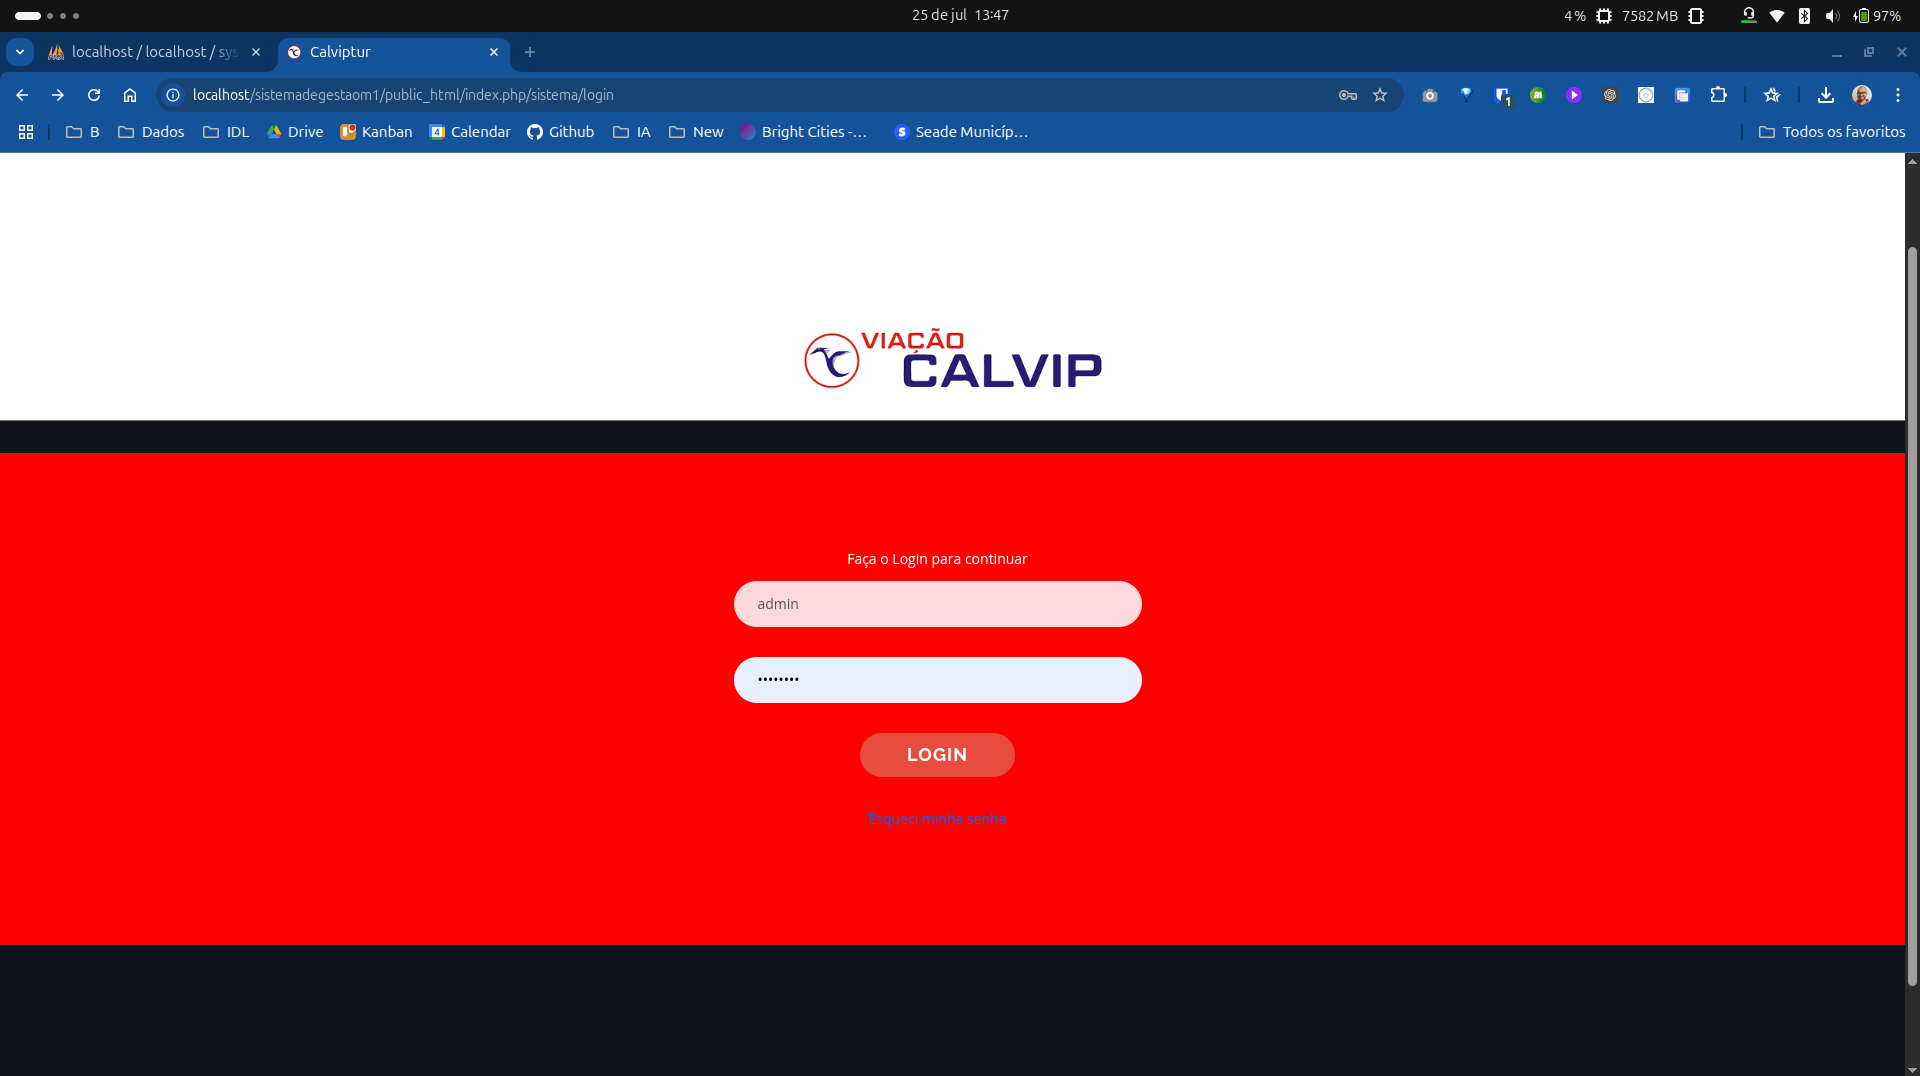 25 de jul 13:47
4 % 7582 MB 97%
localhost / localhost / sys
Calviptur
localhost/sistemadegestaom1/public_html/index.php/sistema/login
1
B Dados IDL Drive Kanban 4 Calendar Github IA New Bright Cities -... S Seade Municíp... Todos os favoritos
VIAÇÃO
CALVIP
Faça o Login para continuar
admin
LOGIN
Esqueci minha senha